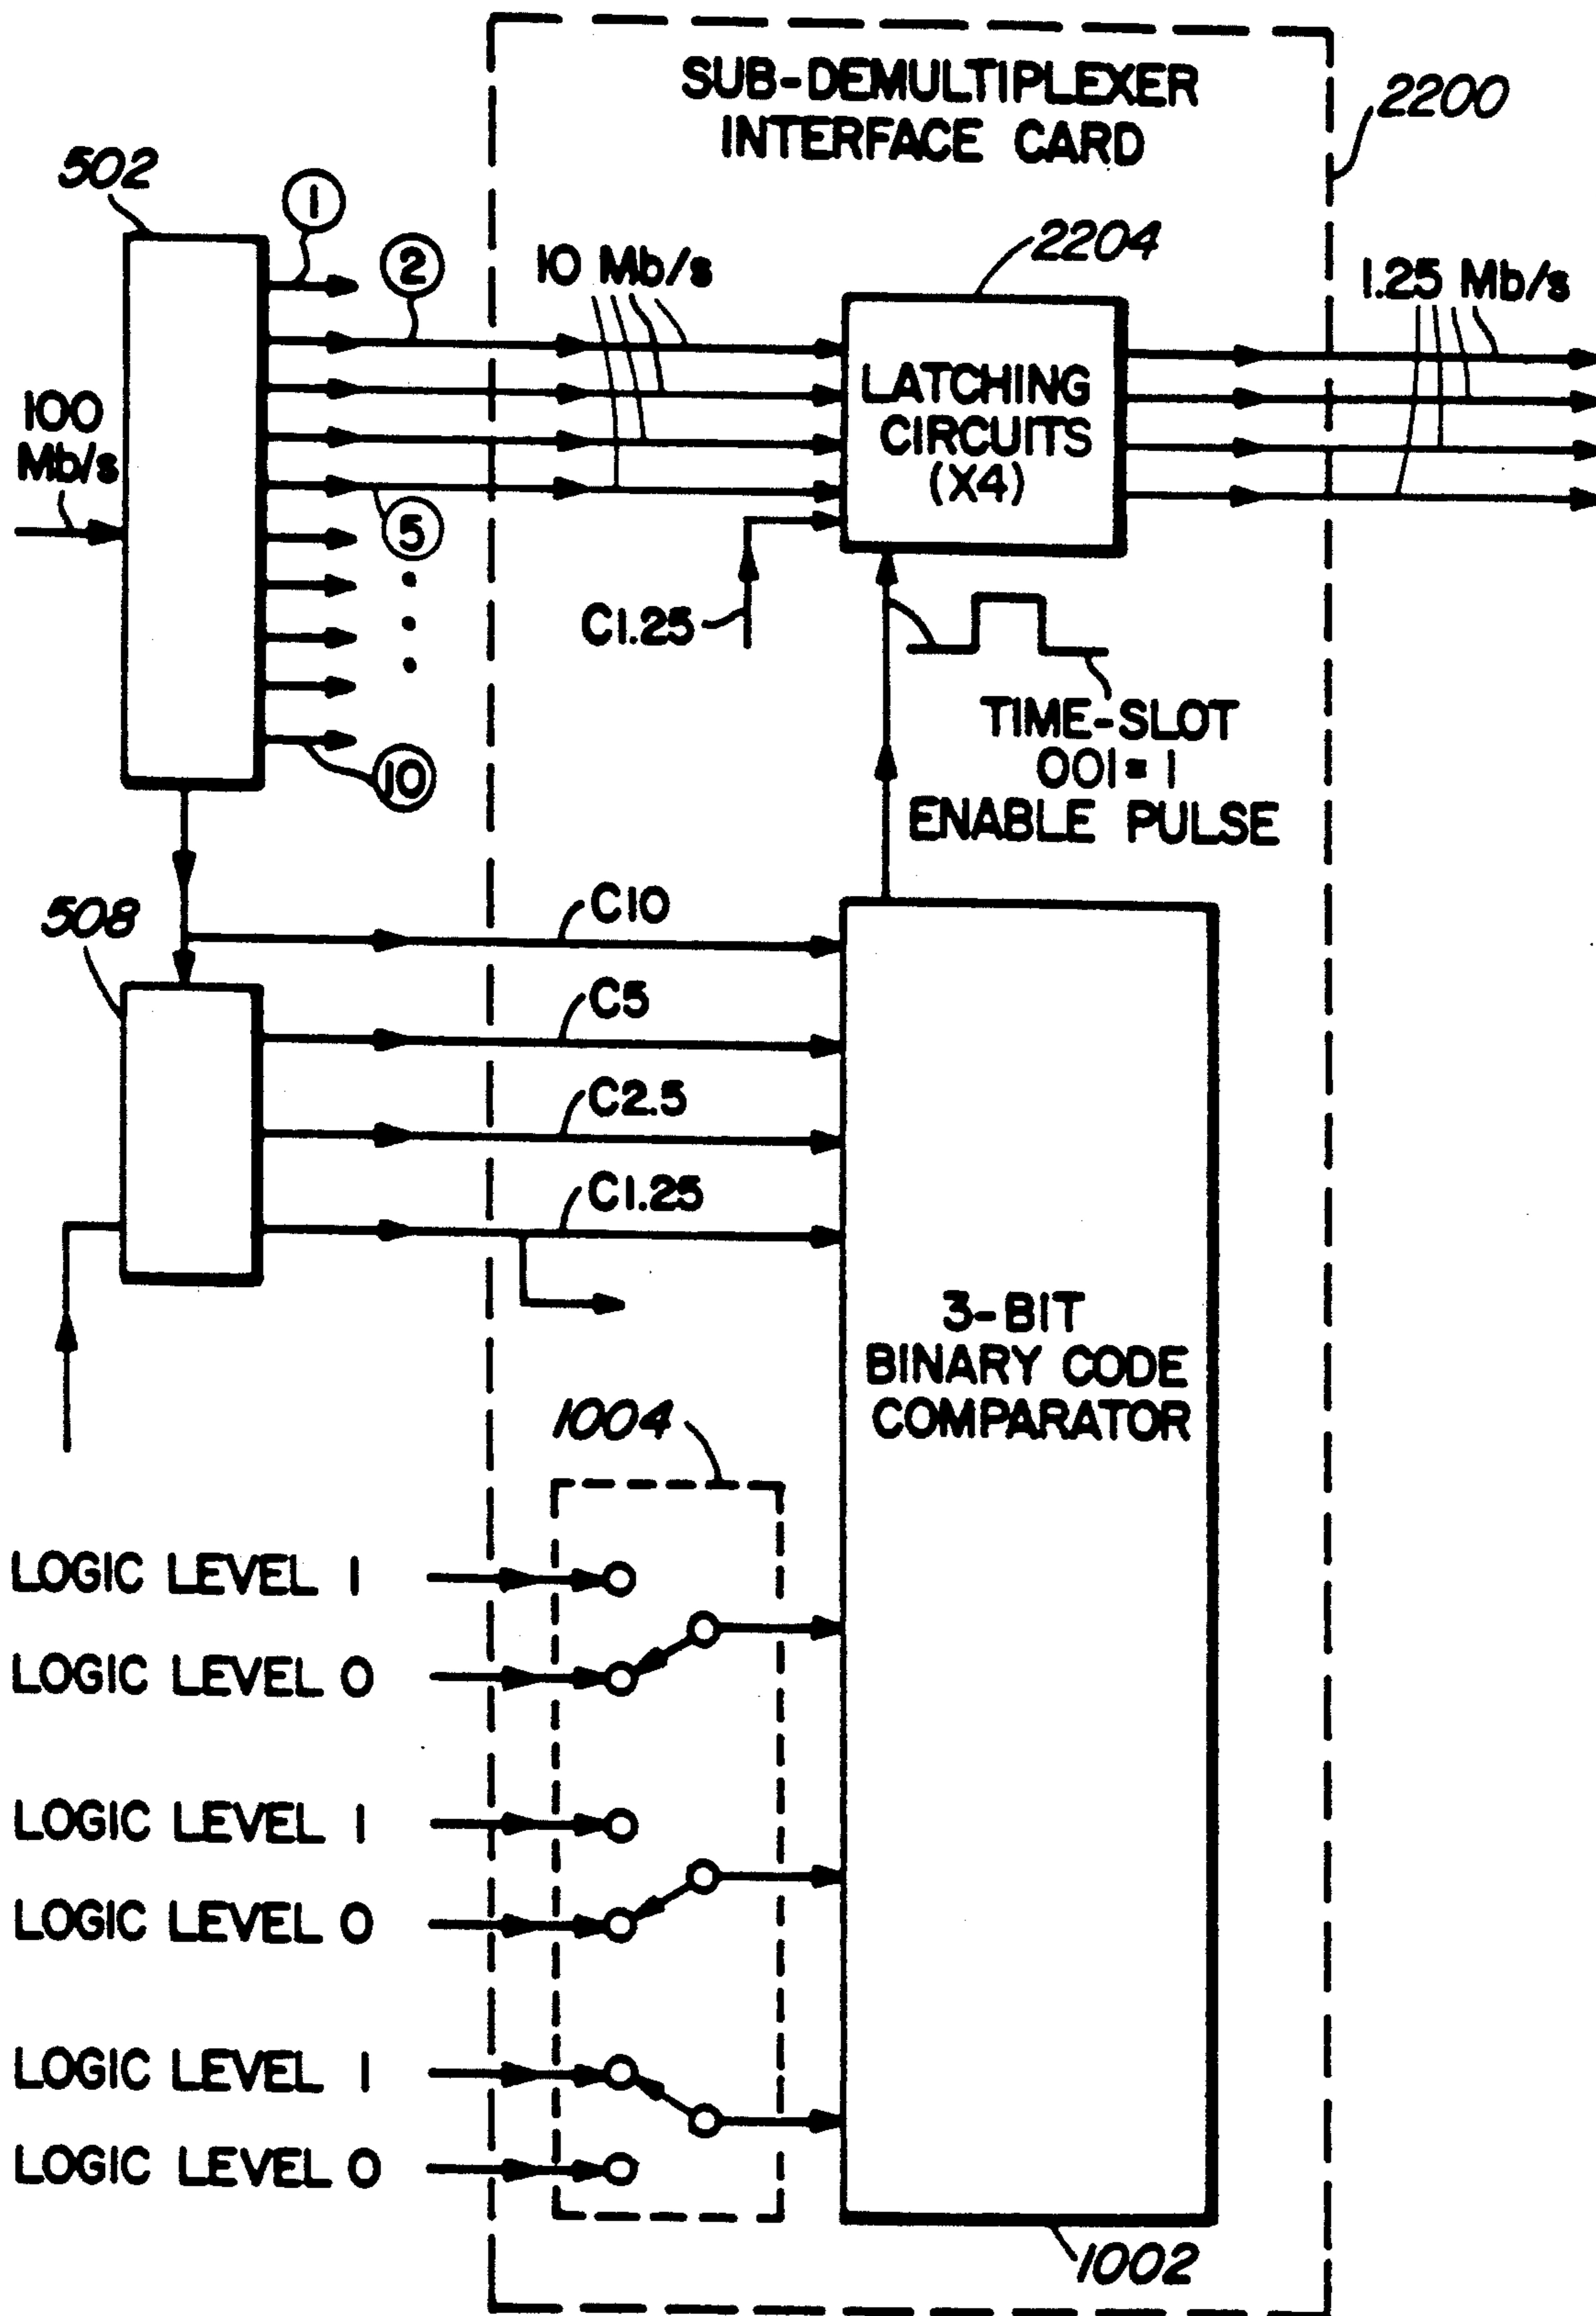 SUB-DEMULTIPLEXER
INTERFACE CARD
2200
502
1
2
10 Mb/s
2204
1.25 Mb/s
100
Mb/s
LATCHING
CIRCUITS
(X4)
5
C1.25
10
TIME-SLOT
001=1
ENABLE PULSE
508
C10
C5
C2.5
C1.25
3-BIT
BINARY CODE
COMPARATOR
1004
LOGIC LEVEL 1
LOGIC LEVEL 0
LOGIC LEVEL 1
LOGIC LEVEL 0
LOGIC LEVEL 1
LOGIC LEVEL 0
1002